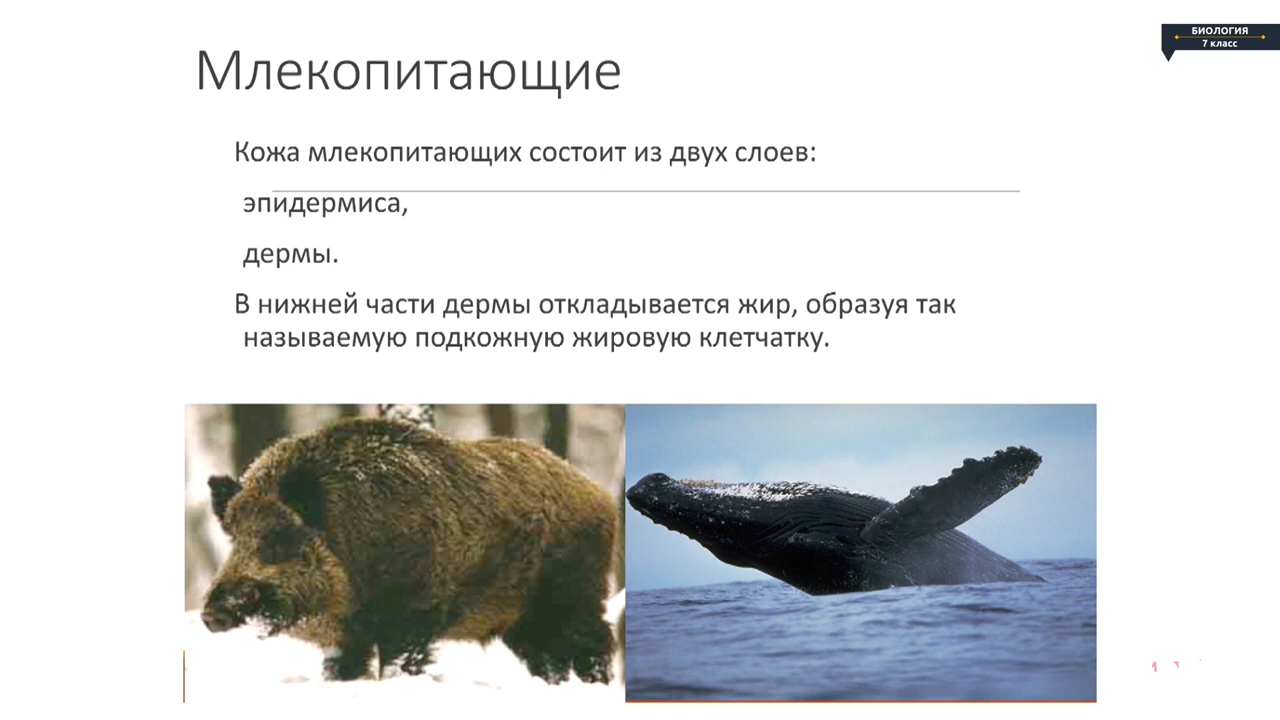 БИОЛОГИЯ
7 класс
Млекопитающие
Кожа млекопитающих состоит из двух слоев:
эпидермиса,
дермы.
В нижней части дермы откладывается жир, образуя так
называемую подкожную жировую клетчатку.